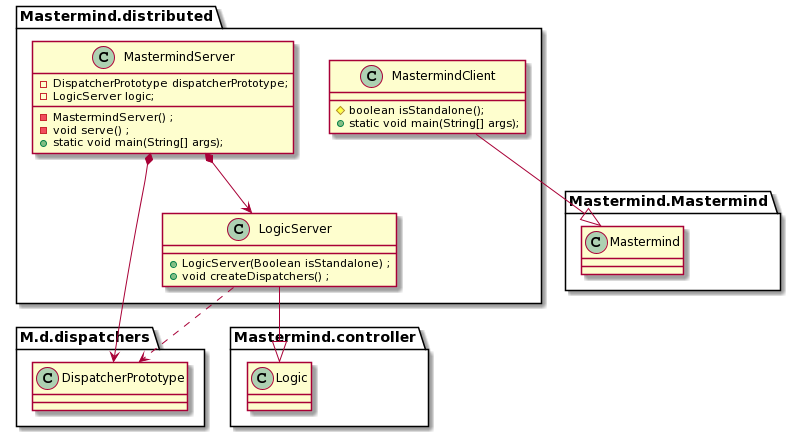 Mastermind.distributed
C MastermindServer
DispatcherPrototype dispatcherPrototype;
LogicServer logic;
MastermindServer() ;
void serve() ;
static void main(String[] args);
C MastermindClient
boolean isStandalone();
static void main(String[] args);
Mastermind.Mastermind
C Mastermind
C LogicServer
LogicServer(Boolean isStandalone) ;
void createDispatchers() ;
M.d.dispatchers
C DispatcherPrototype
Mastermind.controller
C Logic